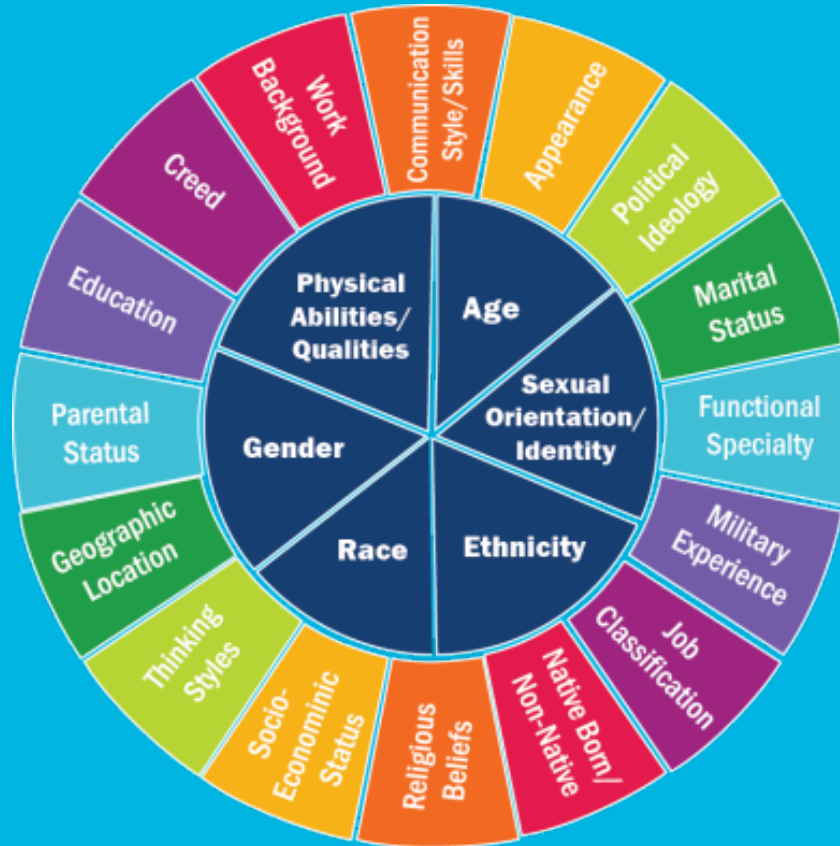 Communication
Style/Skills
Appearance
Political
Ideology
Marital
Status
Functional
Specialty
Military
Experience
Job
Classification
Native Born/
Non-Native
Religious
Beliefs
Socio-
Econominic
Status
Thinking
Styles
Geographic
Location
Parental
Status
Education
Creed
Work
Background
Physical
Abilities/
Qualities
Age
Sexual
Orientation/
Identity
Ethnicity
Race
Gender